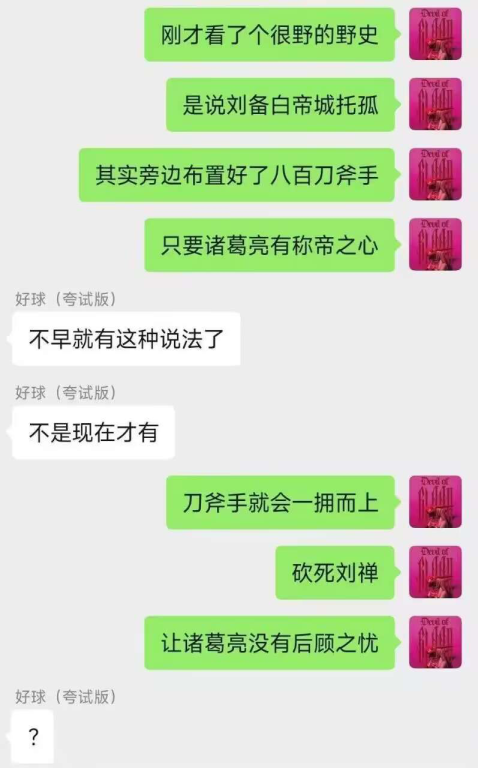 刚才看了个很野的野史
是说刘备白帝城托孤
其实旁边布置好了八百刀斧手
只要诸葛亮有称帝之心
好球（夸试版）
不早就有这种说法了
好球（夸试版）
不是现在才有
刀斧手就会一拥而上
砍死刘禅
让诸葛亮没有后顾之忧
好球（夸试版）
？